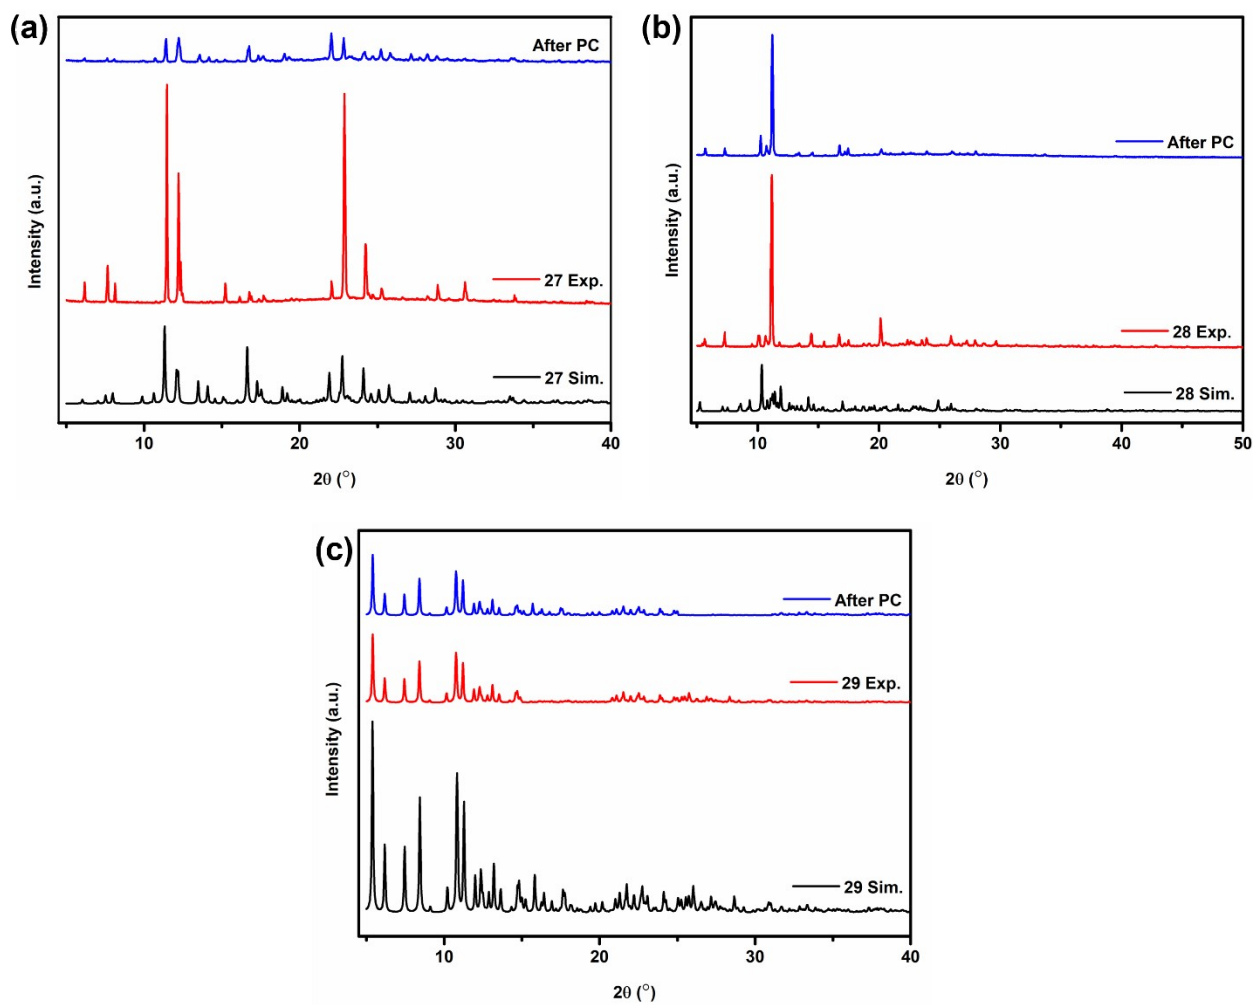 (a)
After PC
27 Exp.
27 Sim.
Intensity (a.u.)
10 20 30 40
2θ (°)
(b)
After PC
28 Exp.
28 Sim.
Intensity (a.u.)
10 20 30 40 50
2θ (°)
(c)
After PC
29 Exp.
29 Sim.
Intensity (a.u.)
10 20 30 40
2θ (°)